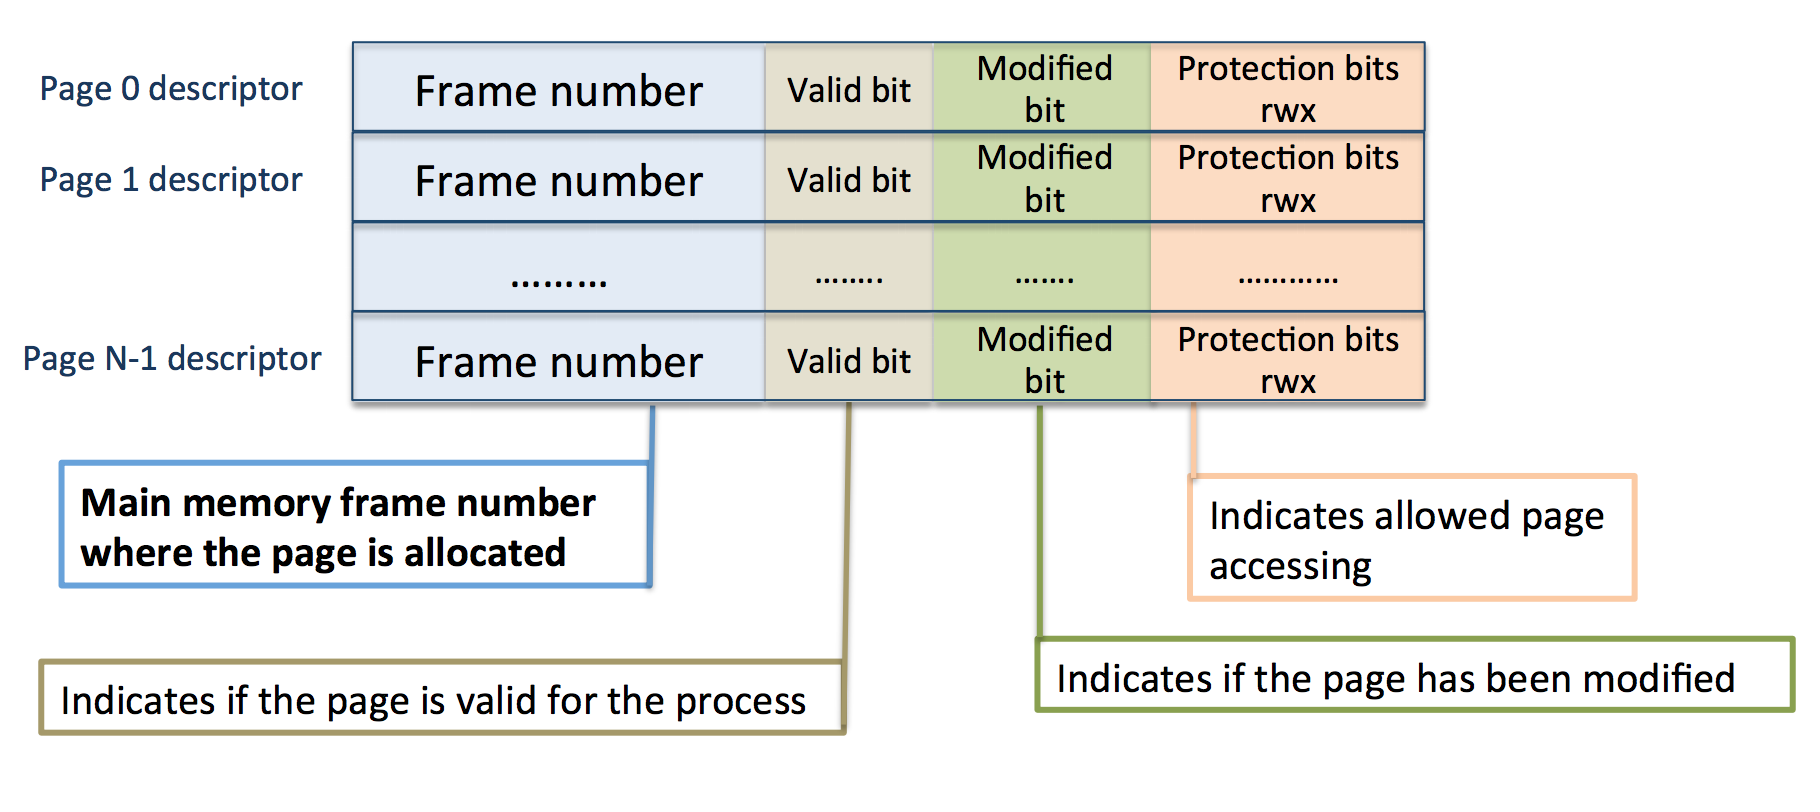 Page 0 descriptor
Frame number
Valid bit
Modified
bit
Protection bits
rwx
Page 1 descriptor
Frame number
Valid bit
Modified
bit
Protection bits
rwx
.........
........
.......
............
Page N-1 descriptor
Frame number
Valid bit
Modified
bit
Protection bits
rwx
Main memory frame number
where the page is allocated
Indicates allowed page
accessing
Indicates if the page is valid for the process
Indicates if the page has been modified